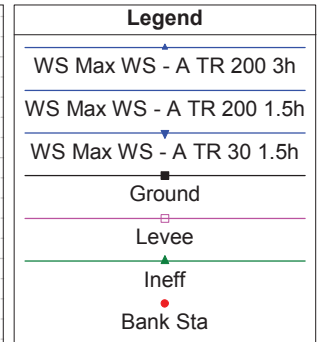 Legend
WS Max WS - A TR 200 3h
WS Max WS - A TR 200 1.5h
WS Max WS - A TR 30 1.5h
Ground
Levee
Ineff
Bank Sta